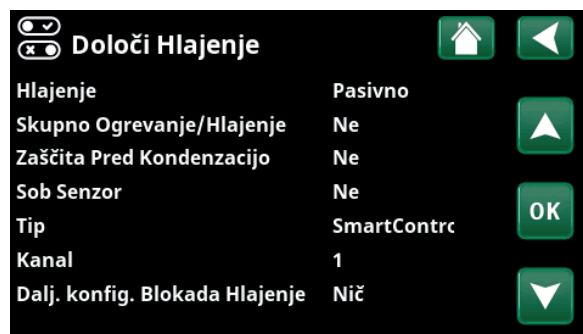 Določi Hlajenje
Hlajenje Pasivno
Skupno Ogrevanje/Hlajenje Ne
Zaščita Pred Kondenzacijo Ne
Sob Senzor Ne
Tip SmartContrc
OK
Kanal 1
Dalj. konfig. Blokada Hlajenje Nič